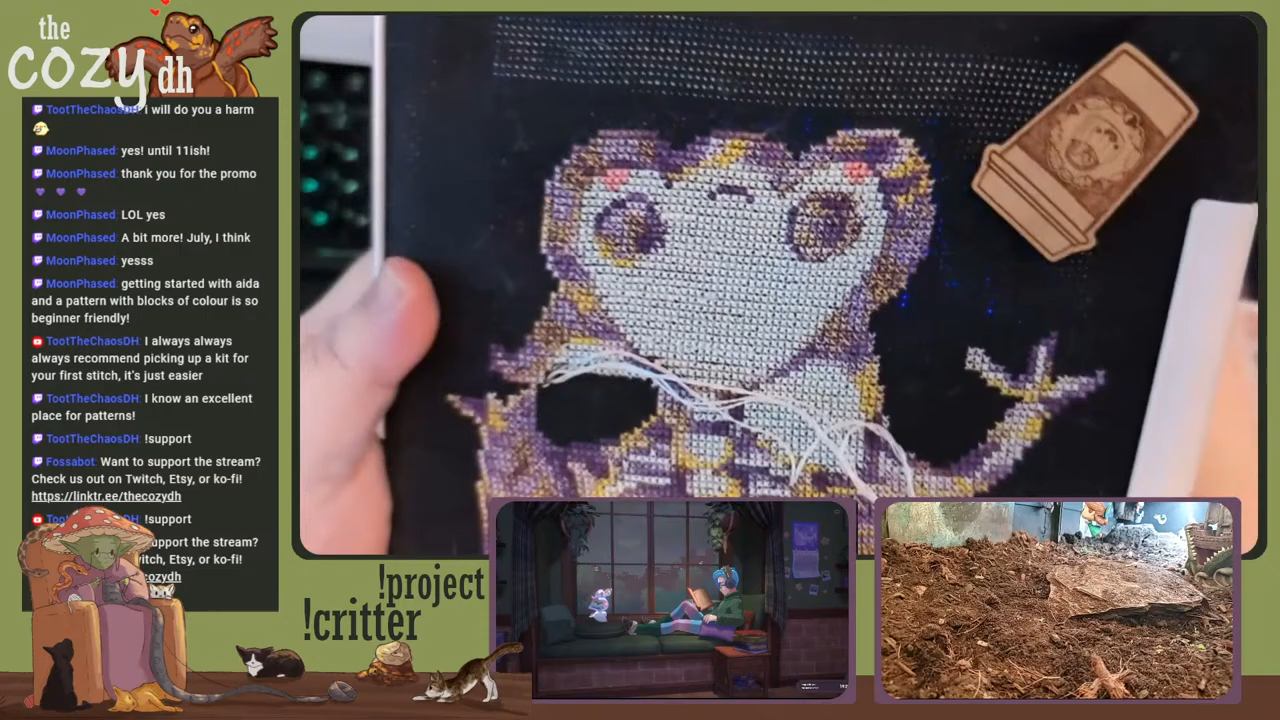 the
cozy dh
TootTheChaosDH: i will do you a harm
MoonPhased: yes! until 11ish!
MoonPhased: thank you for the promo
MoonPhased: LOL yes
MoonPhased: A bit more! July, I think
MoonPhased: yesss
MoonPhased: getting started with aida
and a pattern with blocks of colour is so
beginner friendly!
TootTheChaosDH: I always always
always recommend picking up a kit for
your first stitch, it's just easier
TootTheChaosDH: I know an excellent
place for patterns!
TootTheChaosDH: !support
Fossabot: Want to support the stream?
Check us out on Twitch, Etsy, or ko-fi!
https://linktr.ee/thecozydh
!support
upport the stream?
witch, Etsy, or ko-fi!
cozydh
!project
!critter